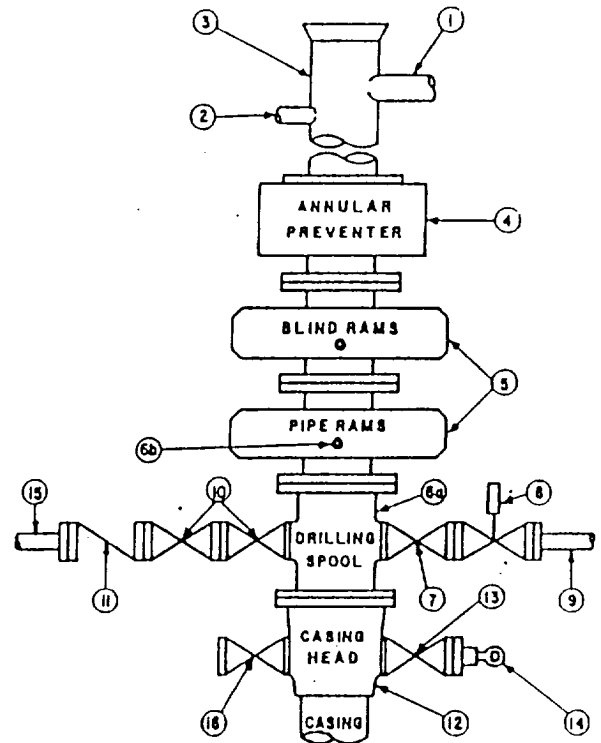 3
1
2
ANNULAR
PREVENTER
4
BLIND RAMS
5
PIPE RAMS
6b
6a
8
15
10
DRILLING
SPOOL
11
7
9
13
CASING
HEAD
16
12
14
CASING